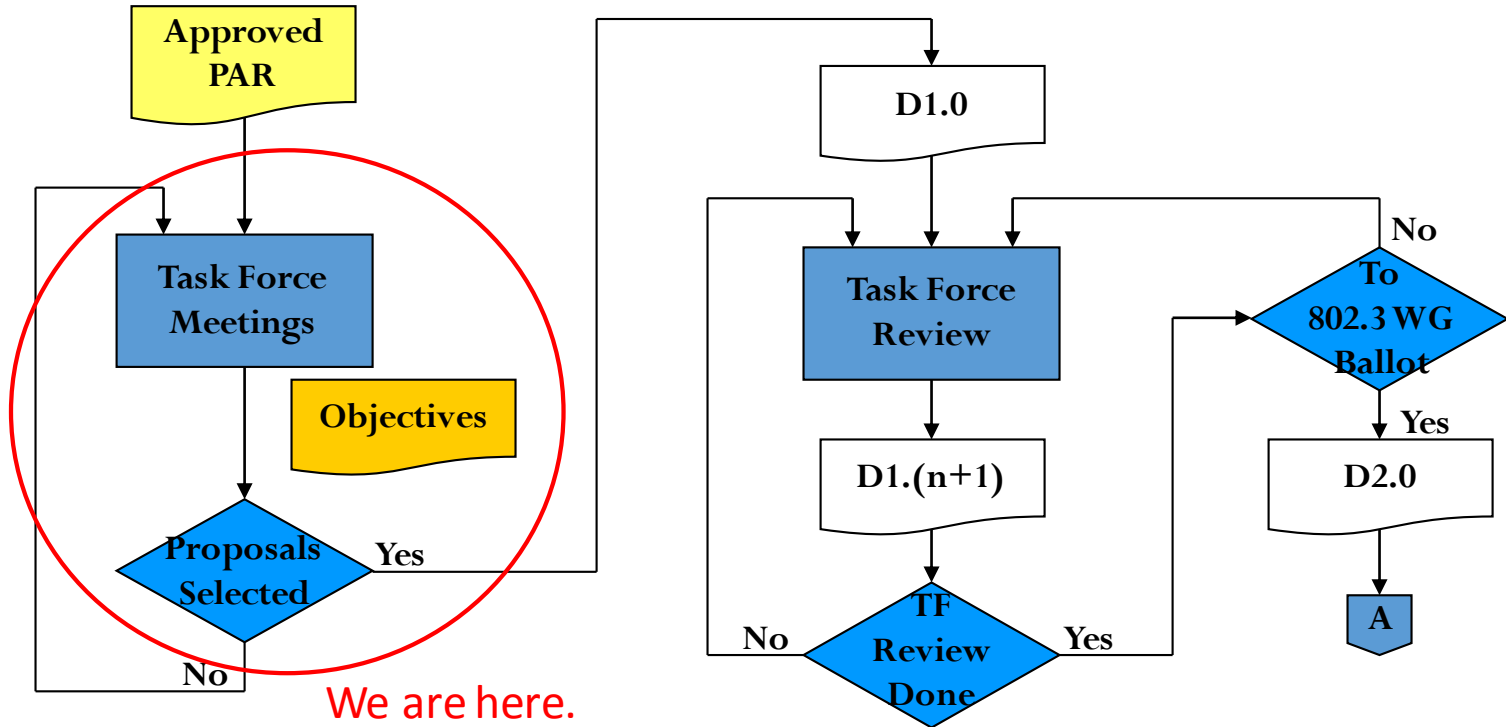 Approved
PAR
Task Force
Meetings
Objectives
Proposals
Selected
Yes
No
We are here.
D1.0
Task Force
Review
D1.(n+1)
TF
Review
Done
No
Yes
To
802.3 WG
Ballot
No
Yes
D2.0
A